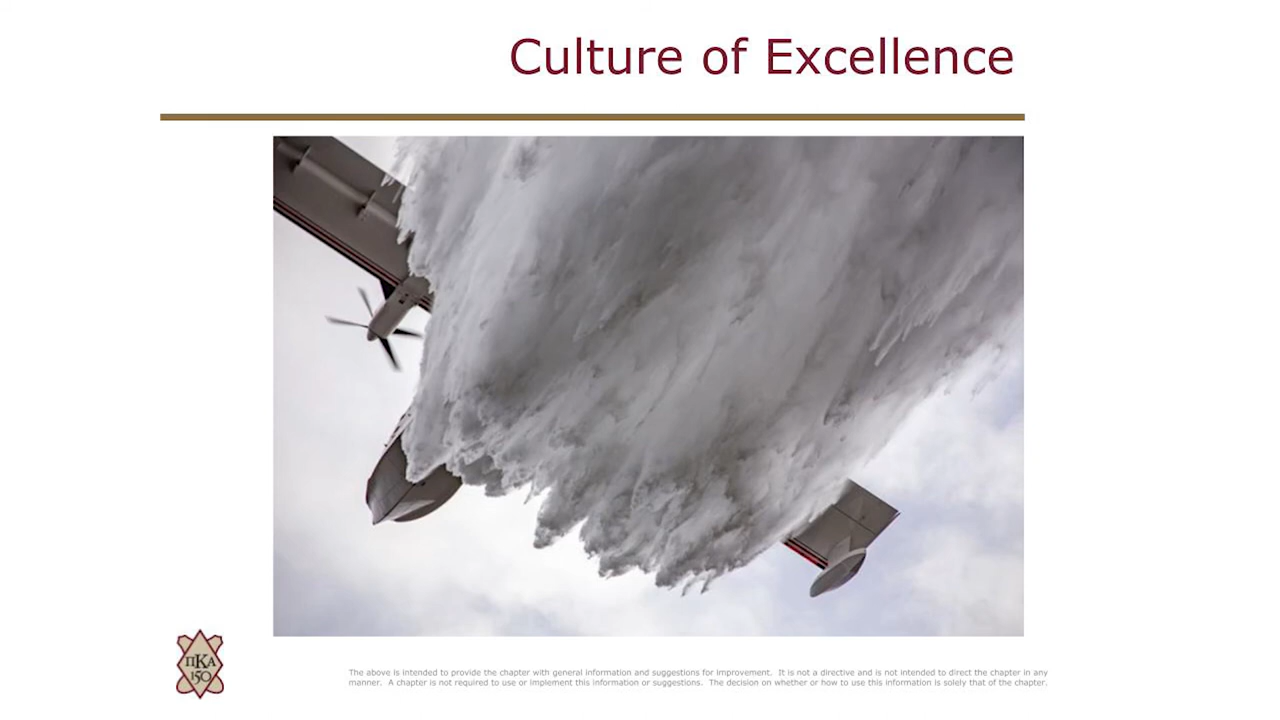 Culture of Excellence
ΠΚΑ
150
The above is intended to provide the chapter with general information and suggestions for improvement. It is not a directive and is not intended to direct the chapter in any
manner. A chapter is not required to use or implement this information or suggestions. The decision on whether or how to use this information is solely that of the chapter.